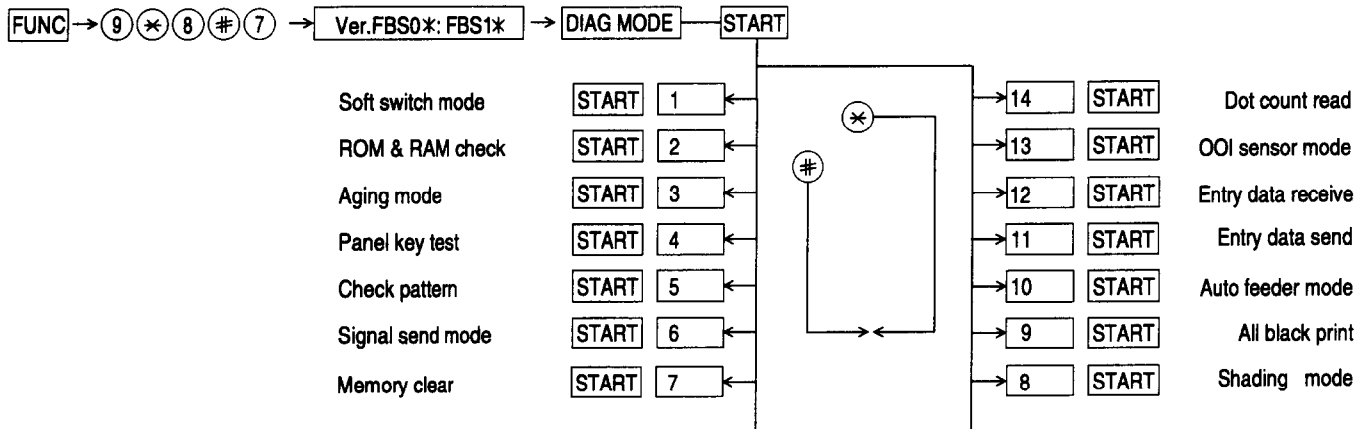 FUNC 9 * 8 # 7 Ver.FBS0*: FBS1* DIAG MODE START
Soft switch mode START 1
ROM & RAM check START 2
Aging mode START 3
Panel key test START 4
Check pattern START 5
Signal send mode START 6
Memory clear START 7
*
#
14 START Dot count read
13 START OOI sensor mode
12 START Entry data receive
11 START Entry data send
10 START Auto feeder mode
9 START All black print
8 START Shading mode